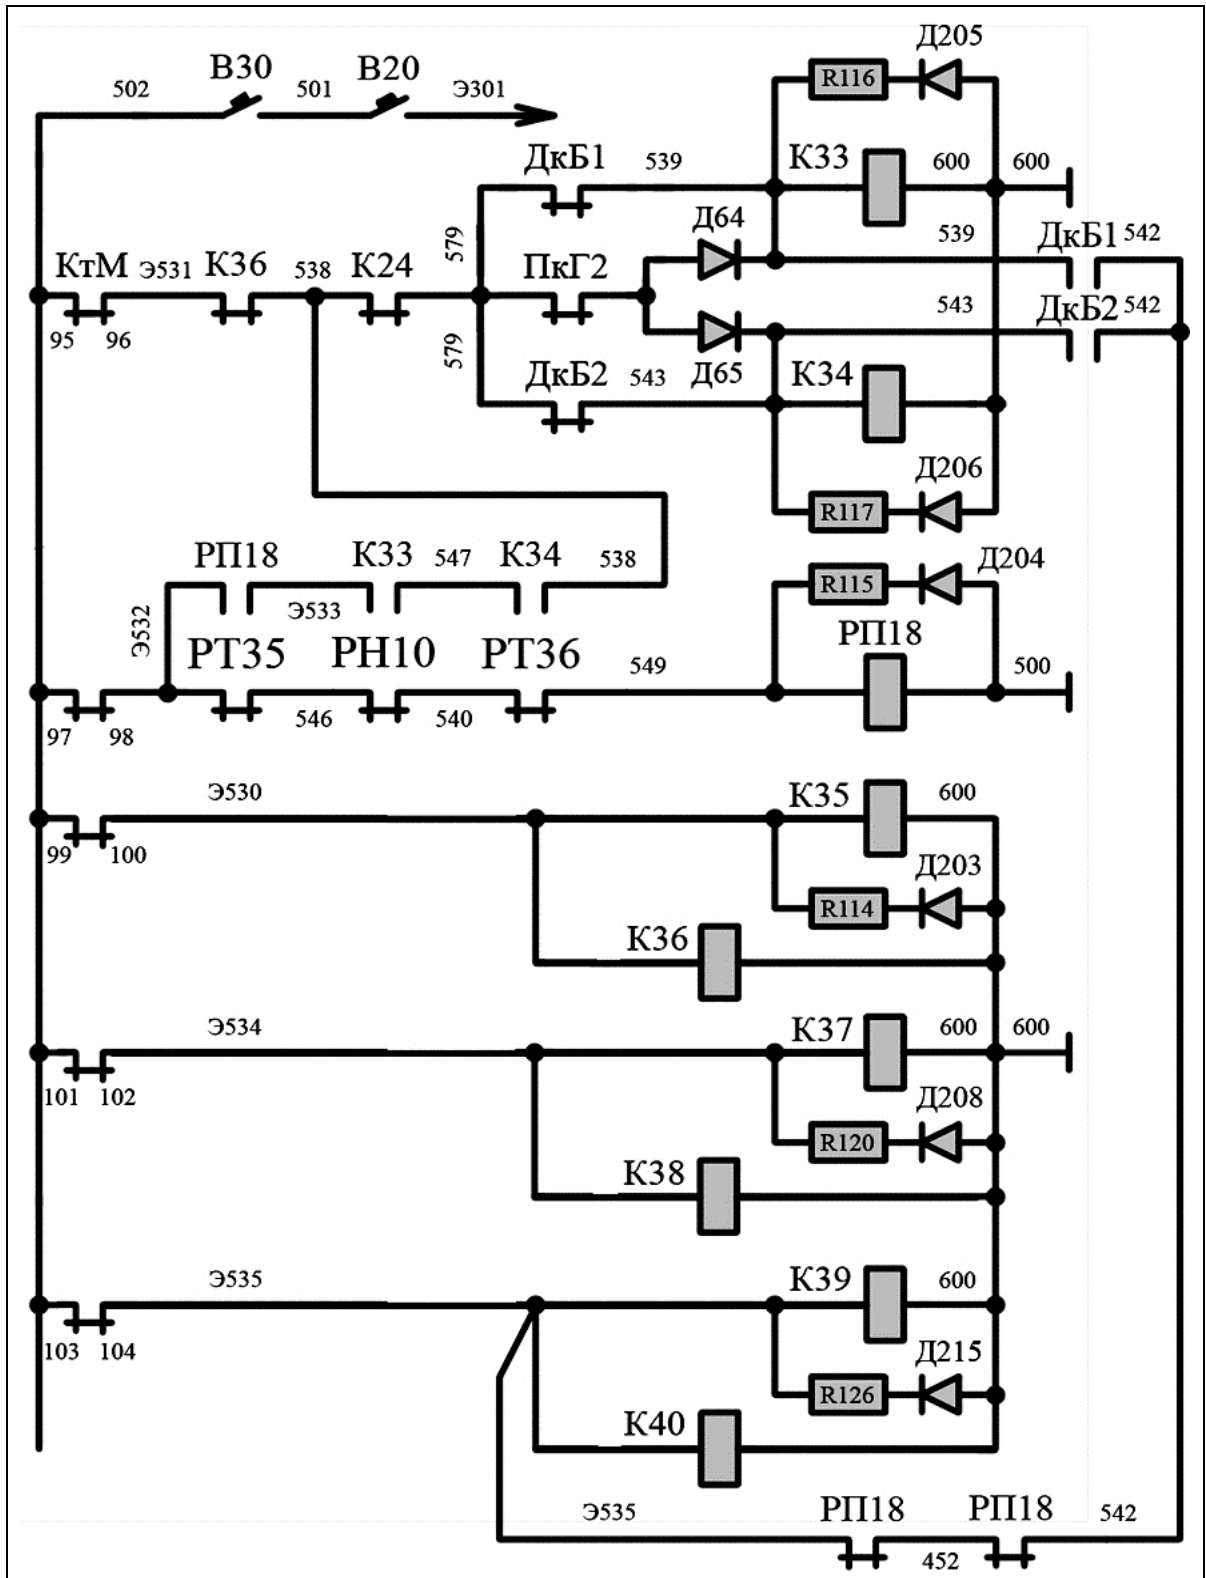 Д205
В30
В20
502
501
Э301
R116
ДкБ1
539
К33
600
600
Д64
539
ДкБ1
542
579
КтМ
Э531
К36
538
К24
ПкГ2
543
ДкБ2
542
95
96
579
ДкБ2
543
Д65
К34
Д206
R117
РП18
К33
547
К34
538
R115
Д204
Э532
Э533
РТ35
РН10
РТ36
549
РП18
500
97
98
546
540
Э530
К35
600
99
100
Д203
R114
К36
Э534
К37
600
600
101
102
Д208
R120
К38
Э535
К39
600
103
104
Д215
R126
К40
Э535
РП18
РП18
542
452